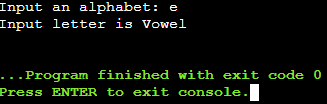 Input an alphabet: e
Input letter is Vowel
...Program finished with exit code 0
Press ENTER to exit console.